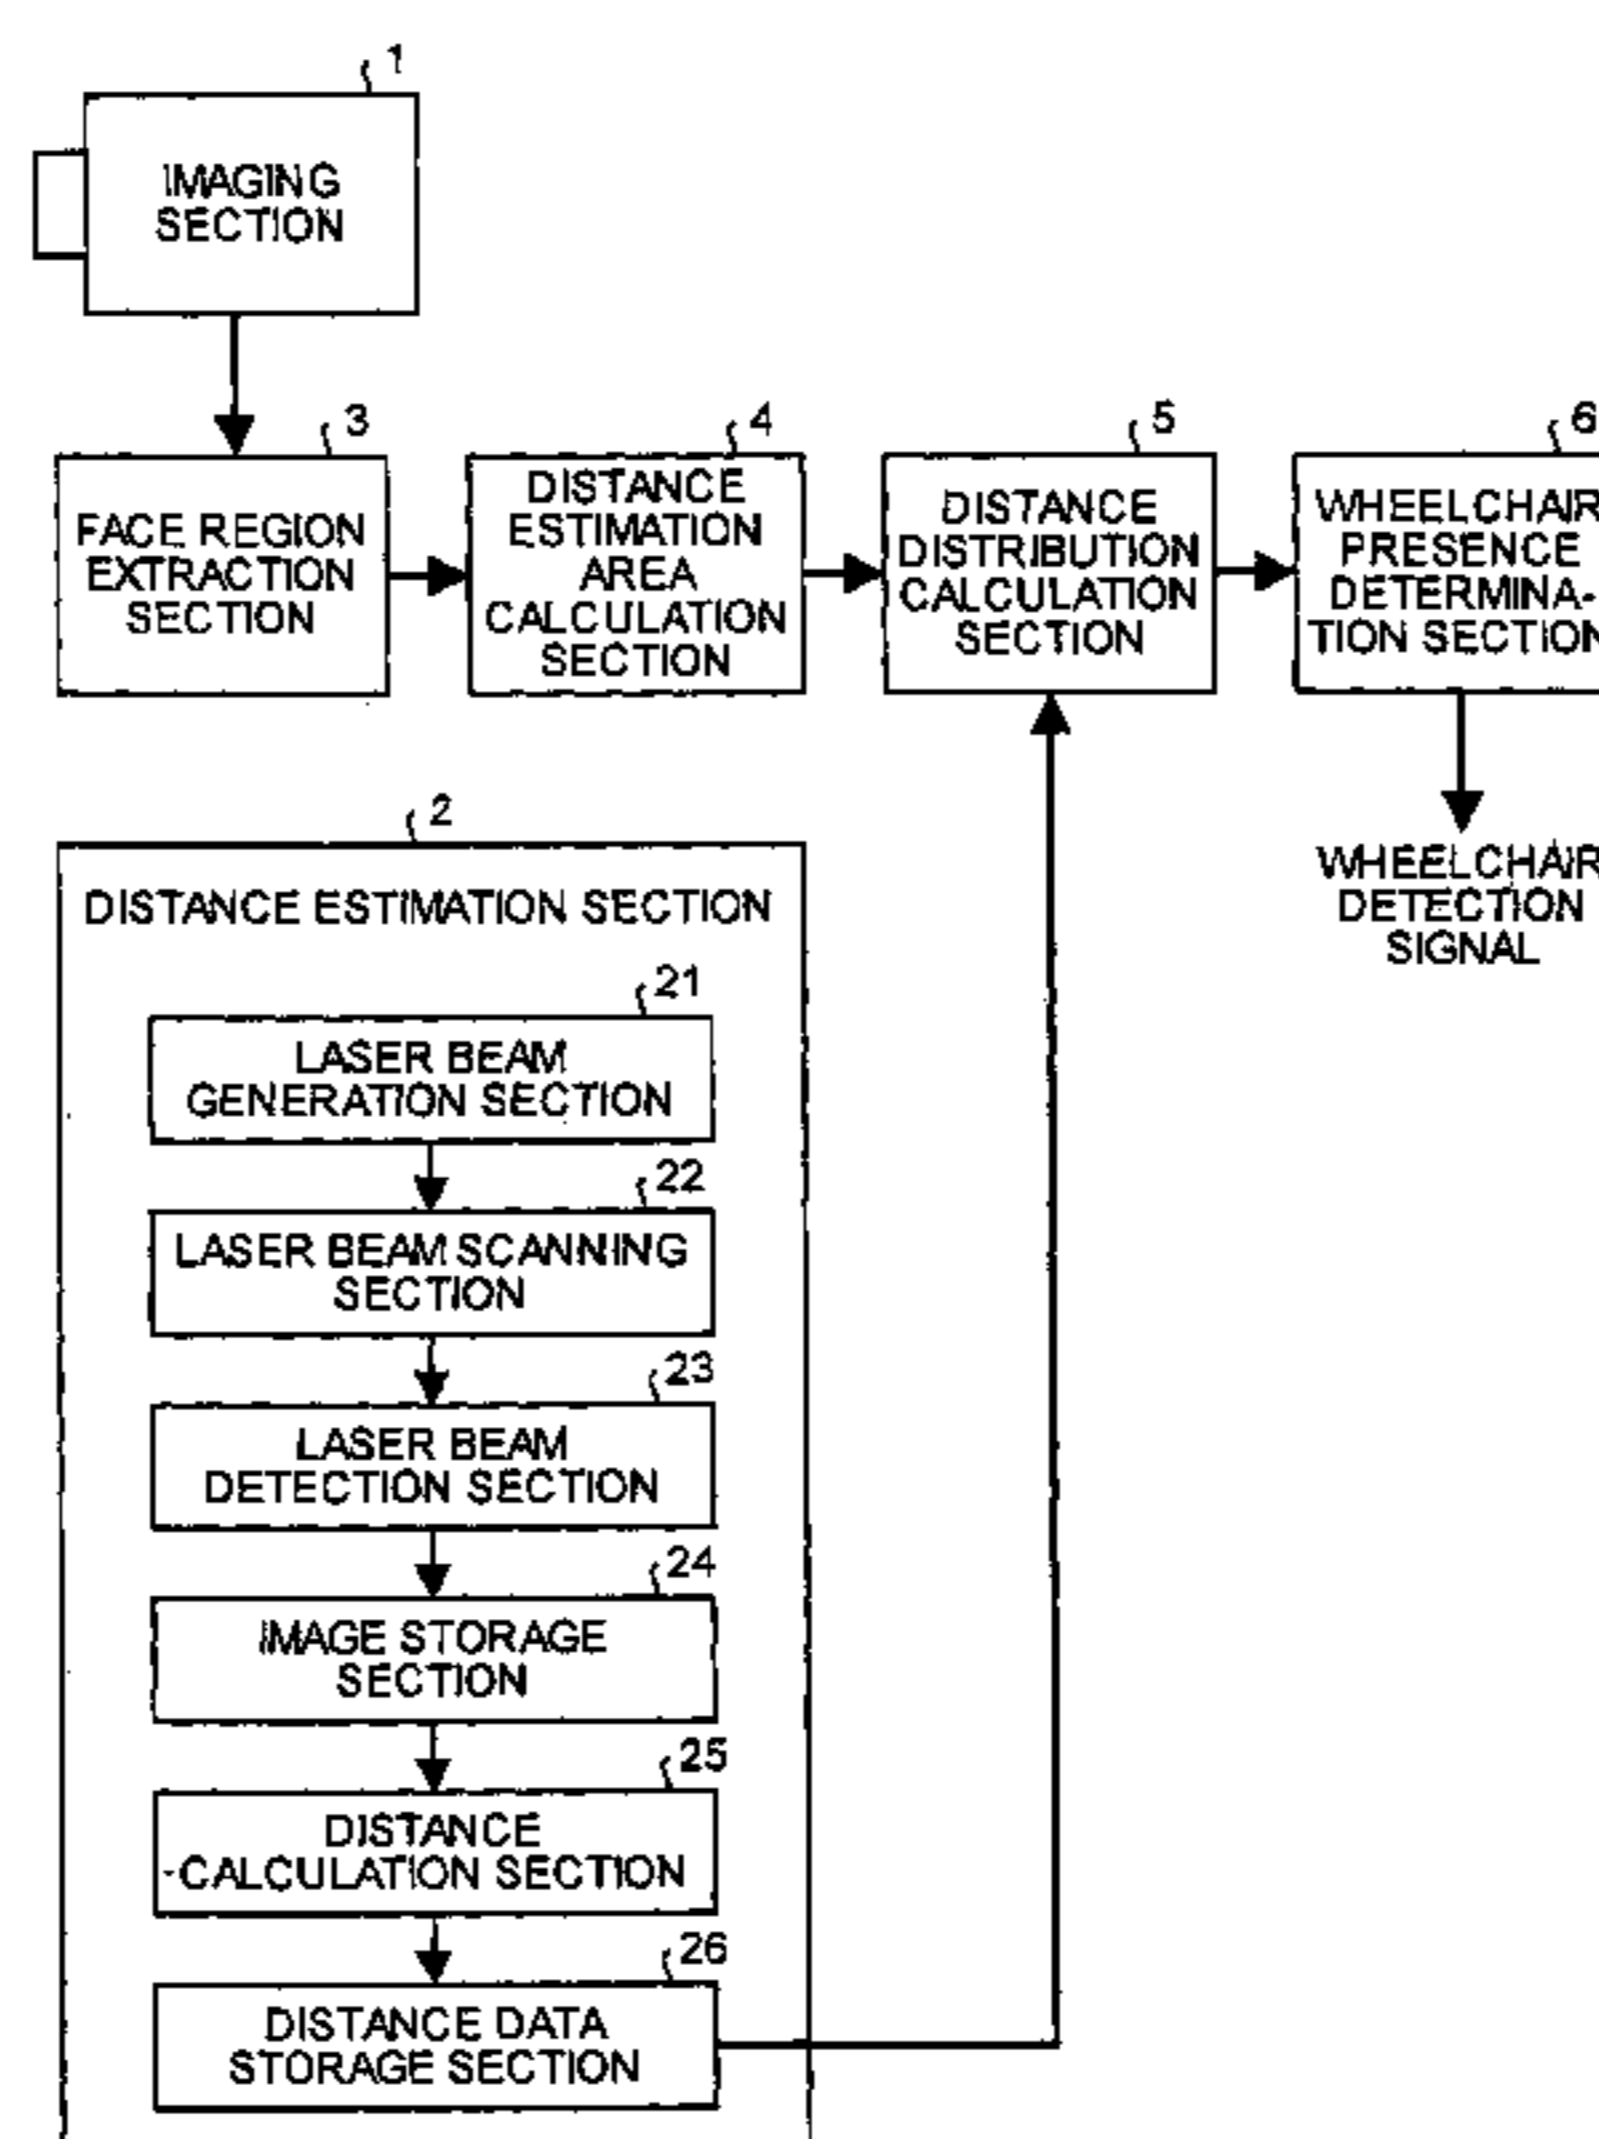 1
IMAGING
SECTION
3
FACE REGION
EXTRACTION
SECTION
4
DISTANCE
ESTIMATION
AREA
CALCULATION
SECTION
5
DISTANCE
DISTRIBUTION
CALCULATION
SECTION
6
WHEELCHAIR
PRESENCE
DETERMINA-
TION SECTION
WHEELCHAIR
DETECTION
SIGNAL
2
DISTANCE ESTIMATION SECTION
21
LASER BEAM
GENERATION SECTION
22
LASER BEAM SCANNING
SECTION
23
LASER BEAM
DETECTION SECTION
24
IMAGE STORAGE
SECTION
25
DISTANCE
CALCULATION SECTION
26
DISTANCE DATA
STORAGE SECTION